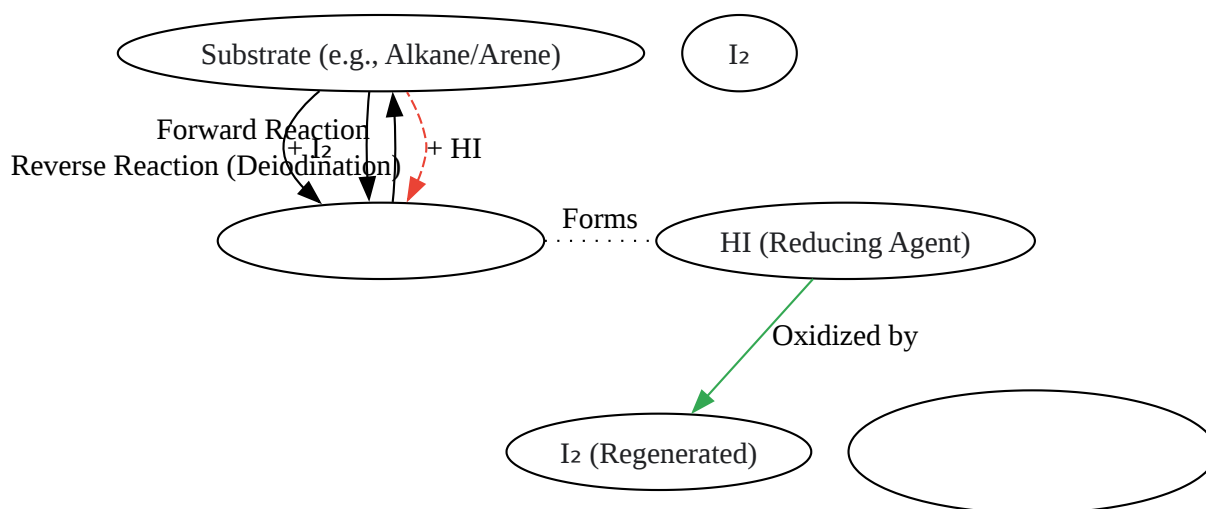 Substrate (e.g., Alkane/Arene)
I₂
Forward Reaction
+ I₂
+ HI
Reverse Reaction (Deiodination)
Forms
HI (Reducing Agent)
Oxidized by
I₂ (Regenerated)